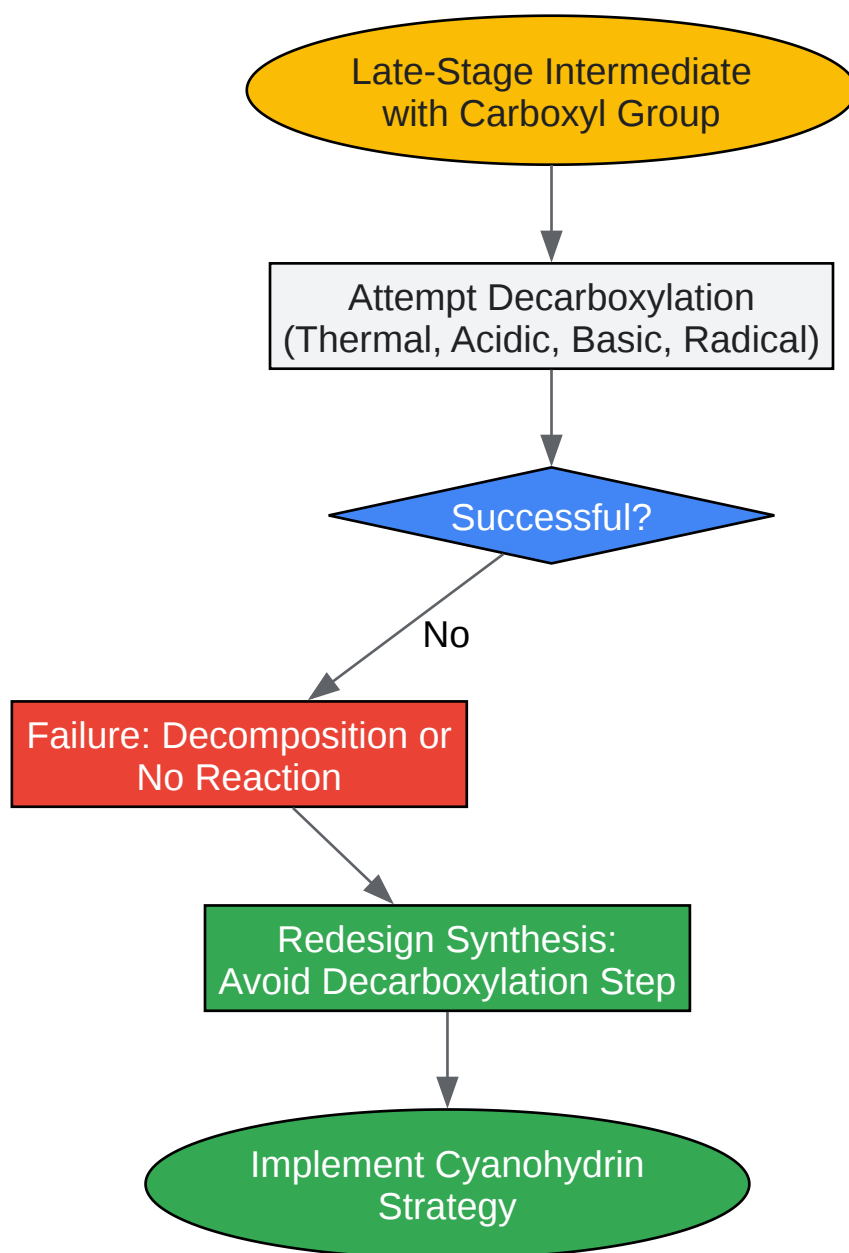 Late-Stage Intermediate
with Carboxyl Group
Attempt Decarboxylation
(Thermal, Acidic, Basic, Radical)
Successful?
No
Failure: Decomposition or
No Reaction
Redesign Synthesis:
Avoid Decarboxylation Step
Implement Cyanohydrin
Strategy